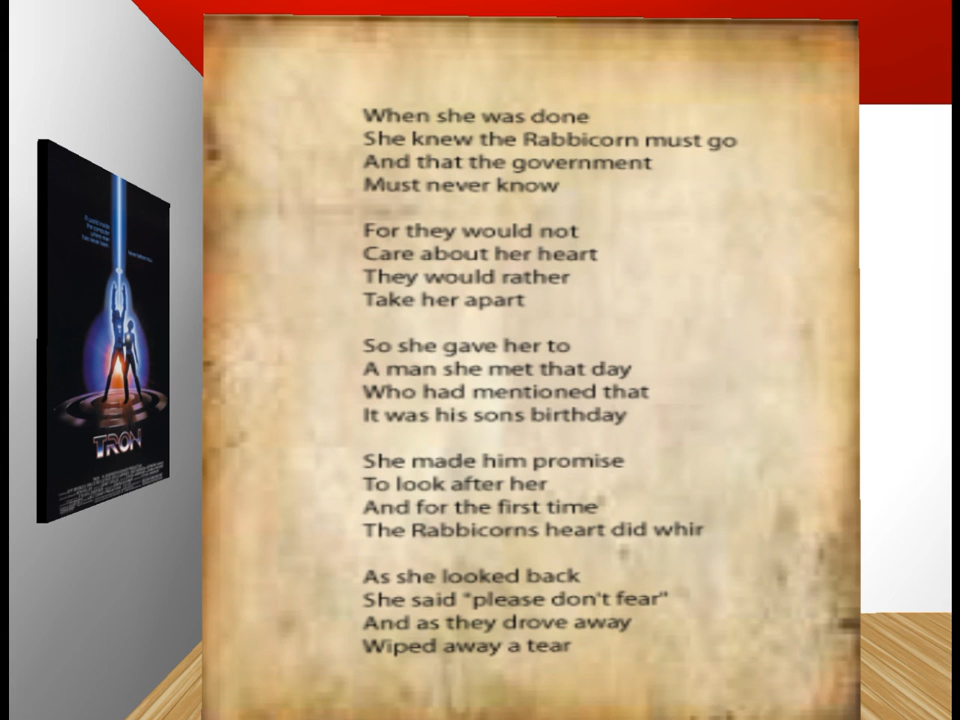 When she was done
She knew the Rabbicorn must go
And that the government
Must never know
For they would not
Care about her heart
They would rather
Take her apart
So she gave her to
A man she met that day
Who had mentioned that
It was his sons birthday
She made him promise
To look after her
And for the first time
The Rabbicorns heart did whir
As she looked back
She said "please don't fear"
And as they drove away
Wiped away a tear
TRON